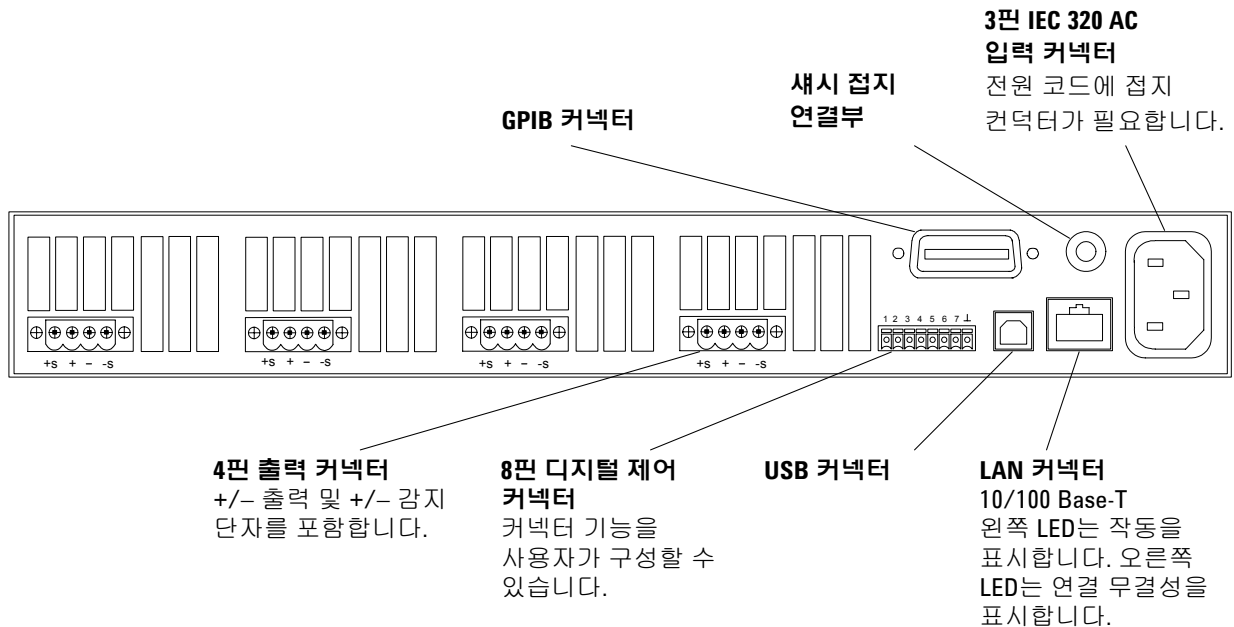 3핀 IEC 320 AC
입력 커넥터
전원 코드에 접지
컨덕터가 필요합니다.
섀시 접지
연결부
GPIB 커넥터
1 2 3 4 5 6 7 ⊥
+s + – -s
+s + – -s
+s + – -s
+s + – -s
4핀 출력 커넥터
+/– 출력 및 +/– 감지
단자를 포함합니다.
8핀 디지털 제어
커넥터
커넥터 기능을
사용자가 구성할 수
있습니다.
USB 커넥터
LAN 커넥터
10/100 Base-T
왼쪽 LED는 작동을
표시합니다. 오른쪽
LED는 연결 무결성을
표시합니다.